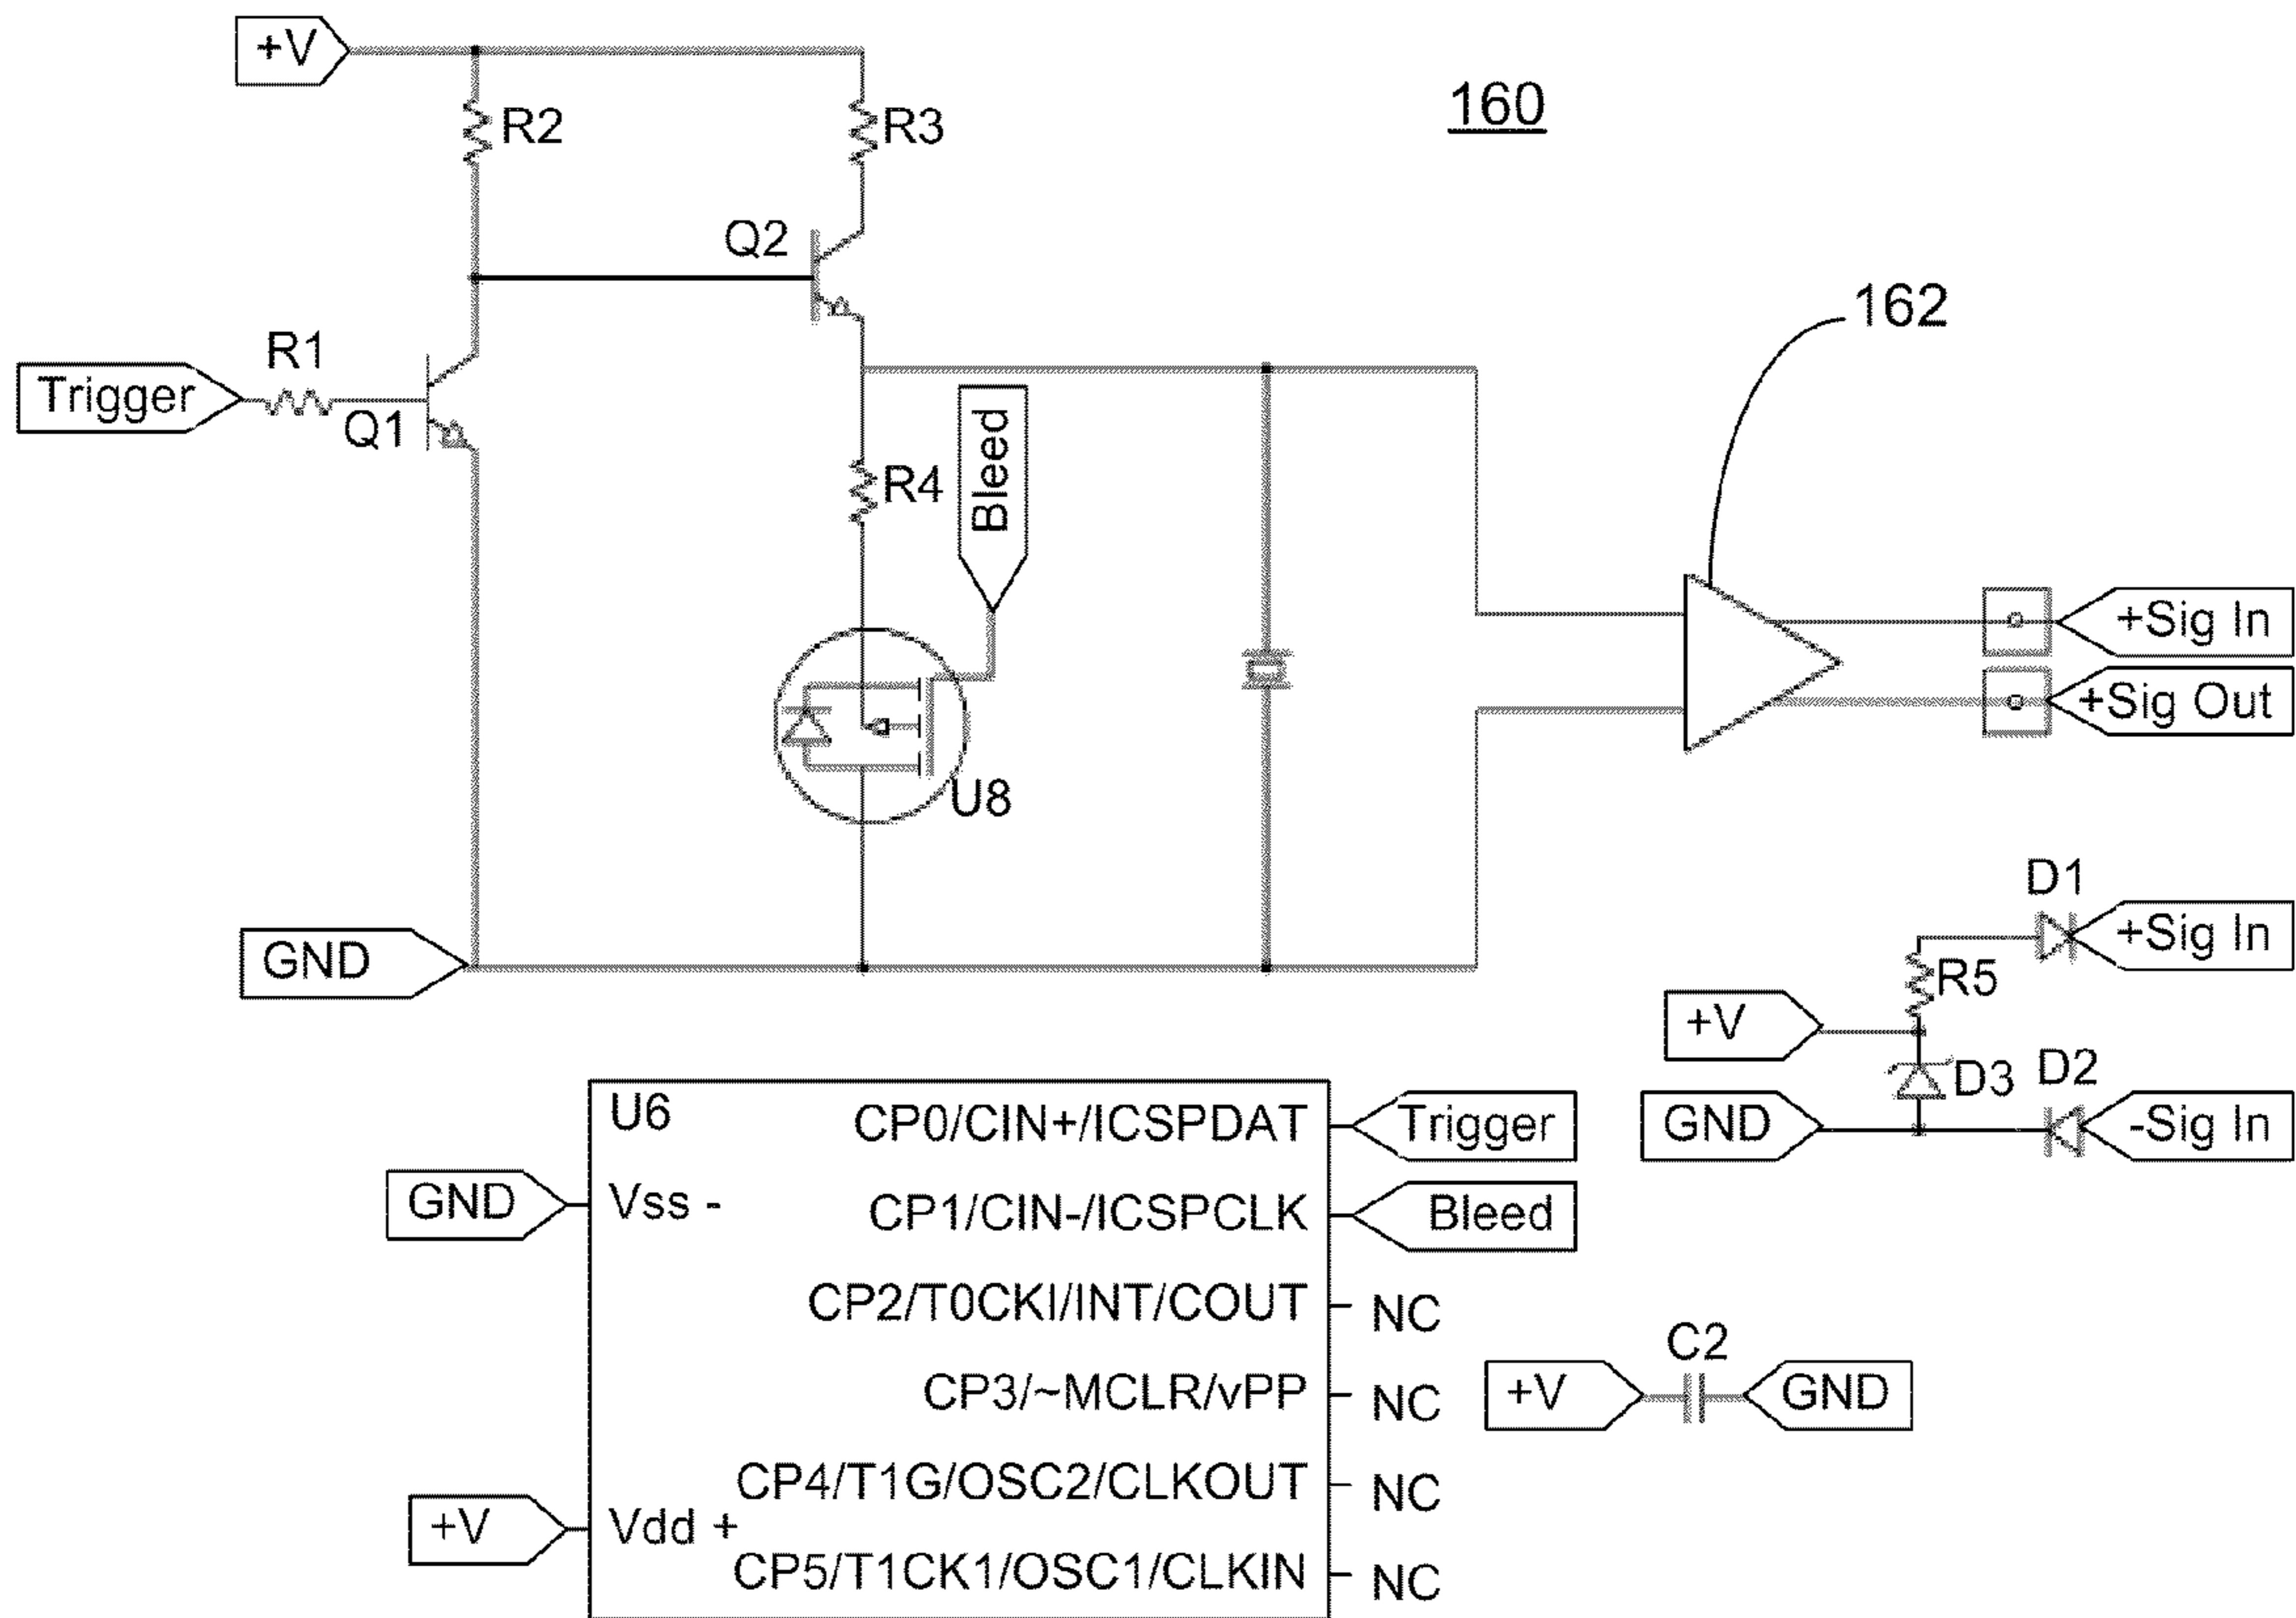 +V
R2
R3
160
Q2
162
R1
Trigger
Q1
Bleed
R4
+Sig In
+Sig Out
U8
D1
+Sig In
GND
R5
+V
D3
D2
GND
-Sig In
U6
CP0/CIN+/ICSPDAT
Trigger
GND
Vss -
CP1/CIN-/ICSPCLK
Bleed
CP2/T0CKI/INT/COUT
NC
CP3/~MCLR/vPP
NC
C2
+V
GND
CP4/T1G/OSC2/CLKOUT
NC
+V
Vdd +
CP5/T1CK1/OSC1/CLKIN
NC